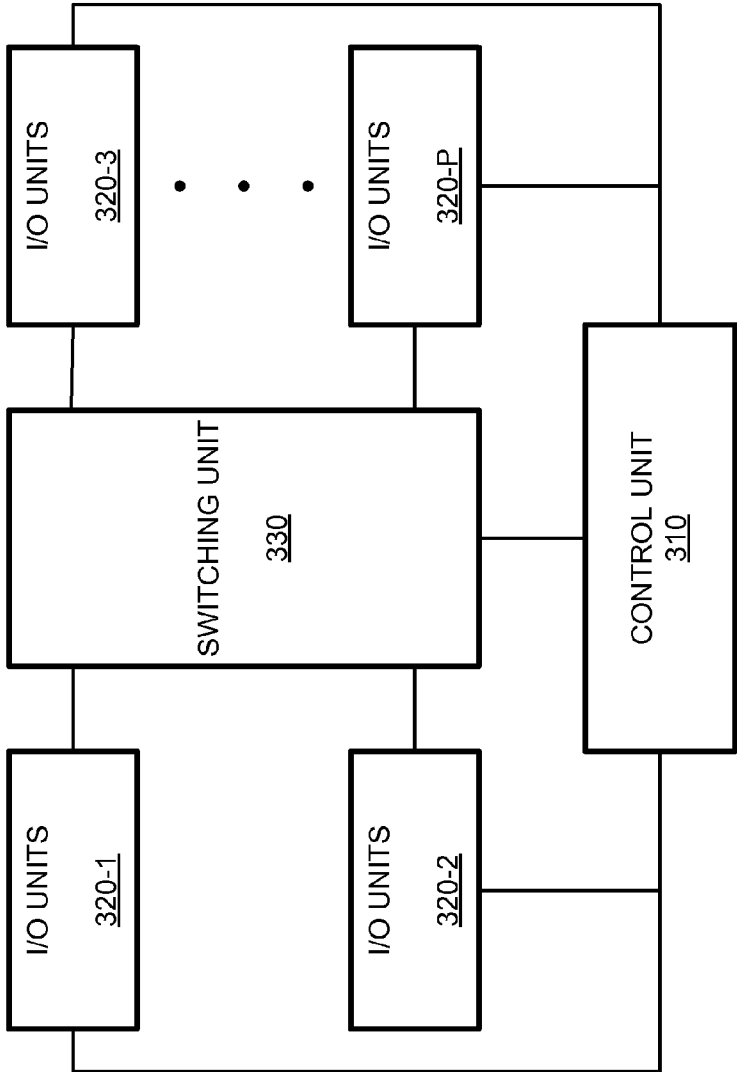 I/O UNITS
320-1
I/O UNITS
320-2
SWITCHING UNIT
330
I/O UNITS
320-3
I/O UNITS
320-P
CONTROL UNIT
310